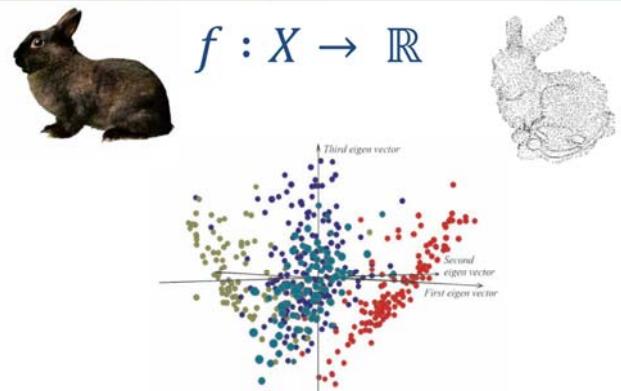 f : X → ℝ
Third eigen vector
Second
eigen vector
First eigen vector